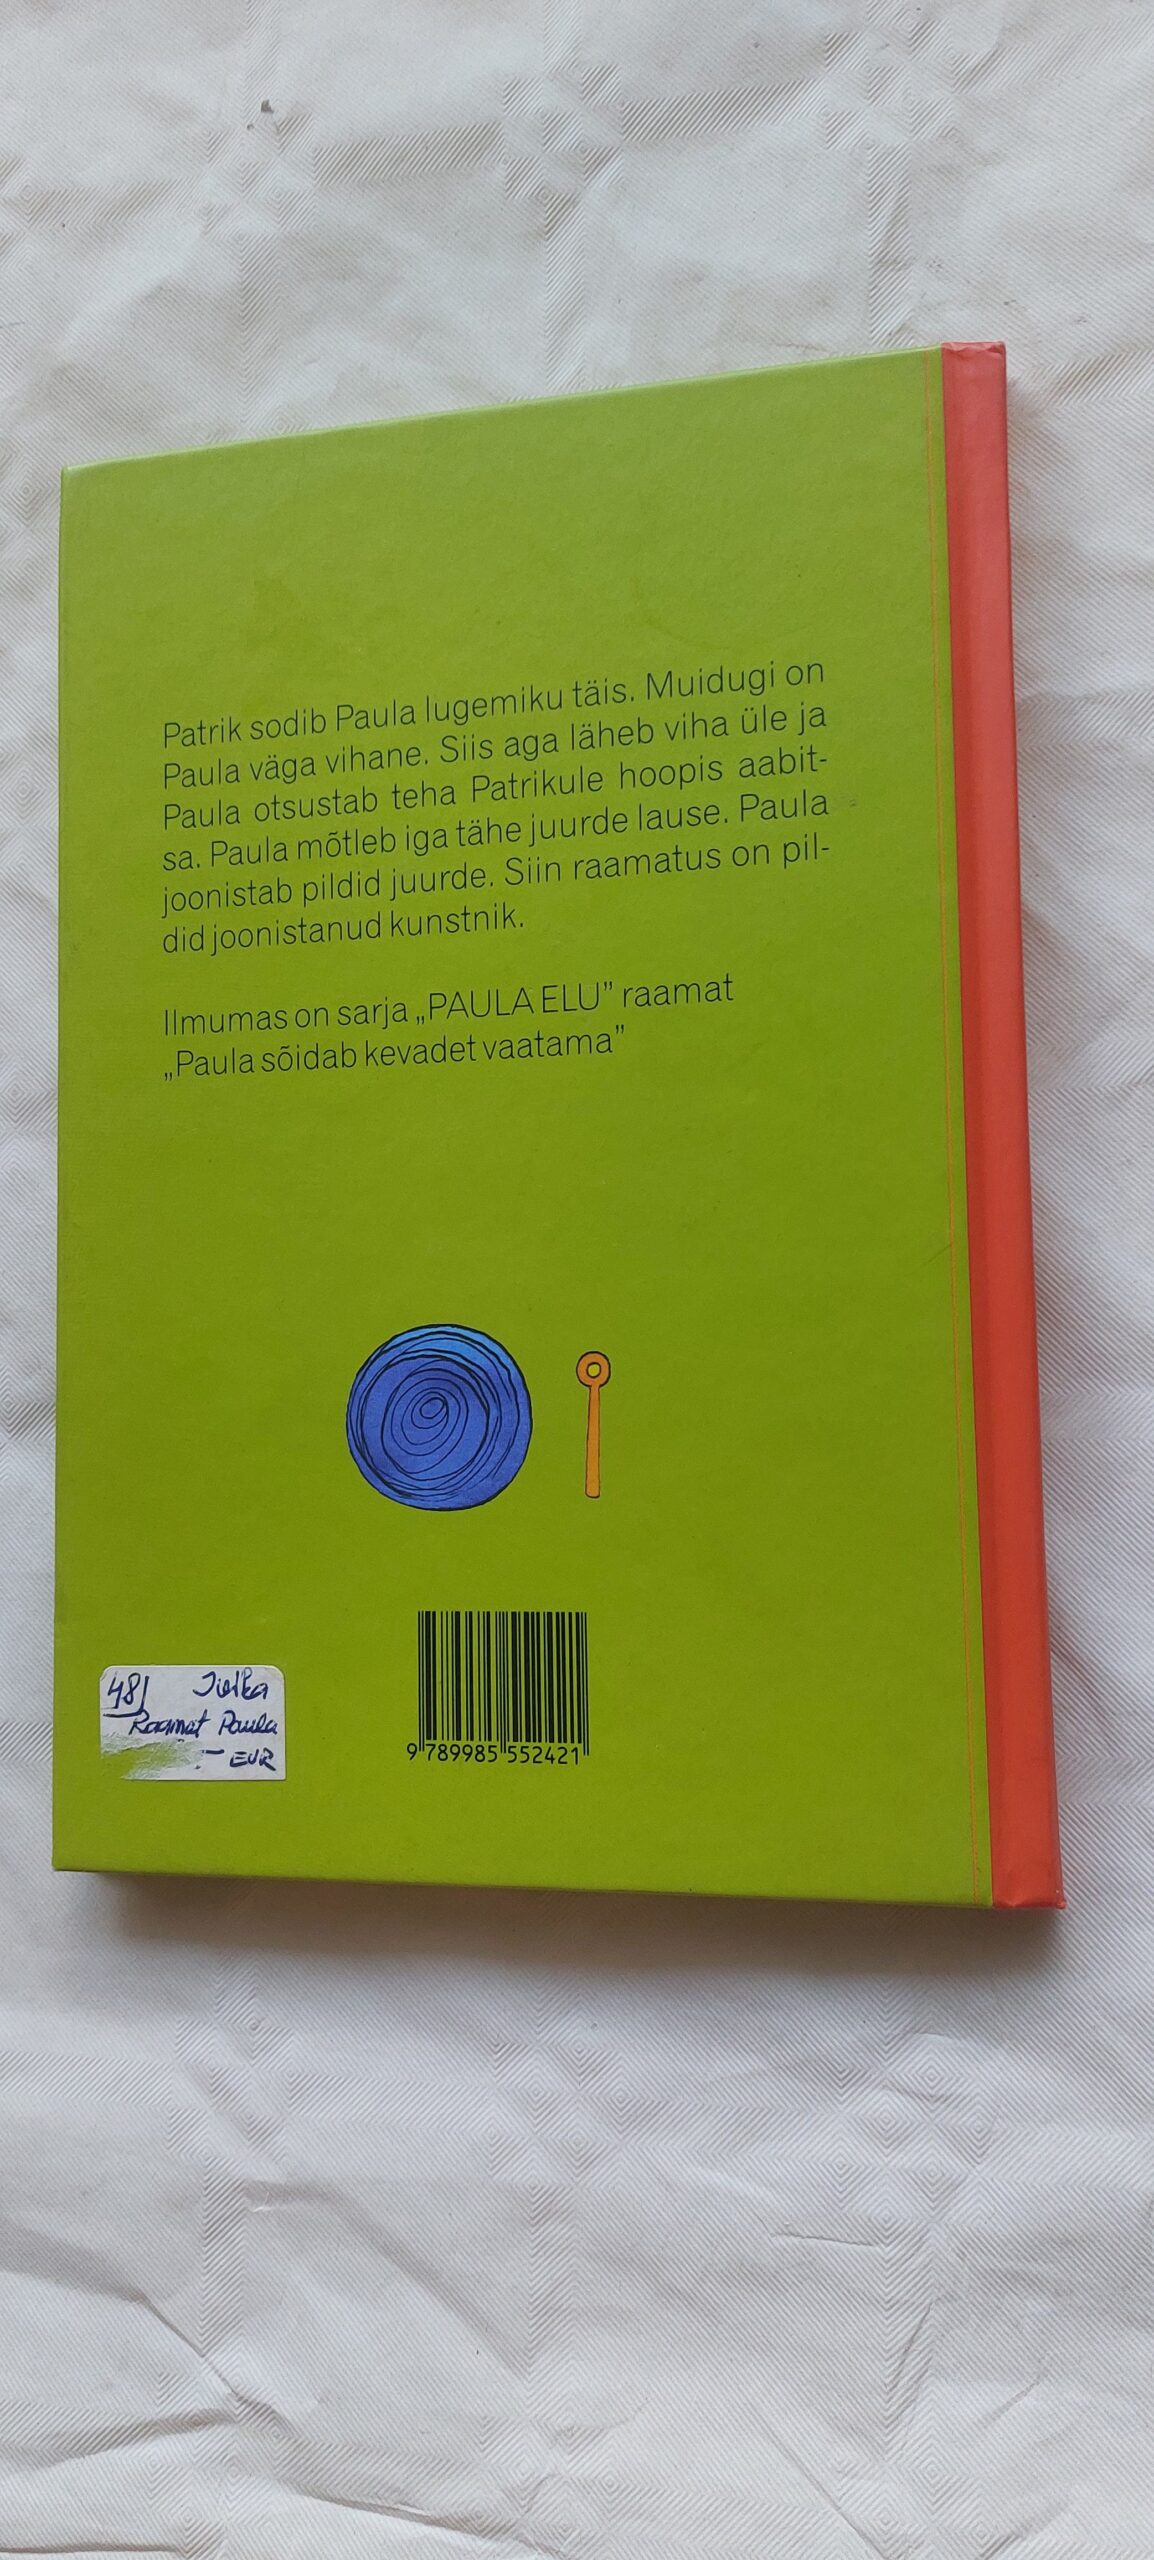 Patrik sodib Paula lugemiku täis. Muidugi on
Paula väga vihane. Siis aga läheb viha üle ja
Paula otsustab teha Patrikule hoopis aabit-
sa. Paula mõtleb iga tähe juurde lause. Paula
joonistab pildid juurde. Siin raamatus on pil-
did joonistanud kunstnik.
Ilmumas on sarja „PAULA ELU” raamat
„Paula sõidab kevadet vaatama”
481
Raamat Paula
EUR
9 789985 552421